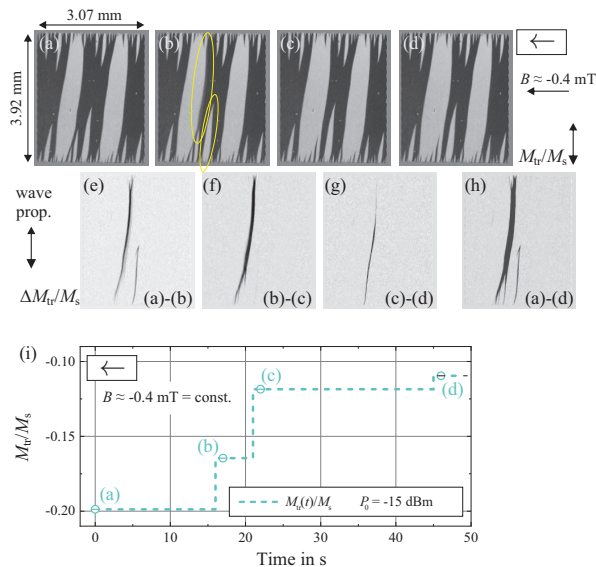 3.07 mm
3.92 mm
(a) (b) (c) (d)
←
B ≈ -0.4 mT
Mtr/Ms
wave
prop.
ΔMtr/Ms
(e) (f) (g) (h)
(a)-(b) (b)-(c) (c)-(d) (a)-(d)
(i)
←
B ≈ -0.4 mT = const.
Mtr/Ms
-0.10
-0.15
-0.20
(a)
(b)
(c)
(d)
Mtr(t)/Ms P0 = -15 dBm
0 10 20 30 40 50
Time in s